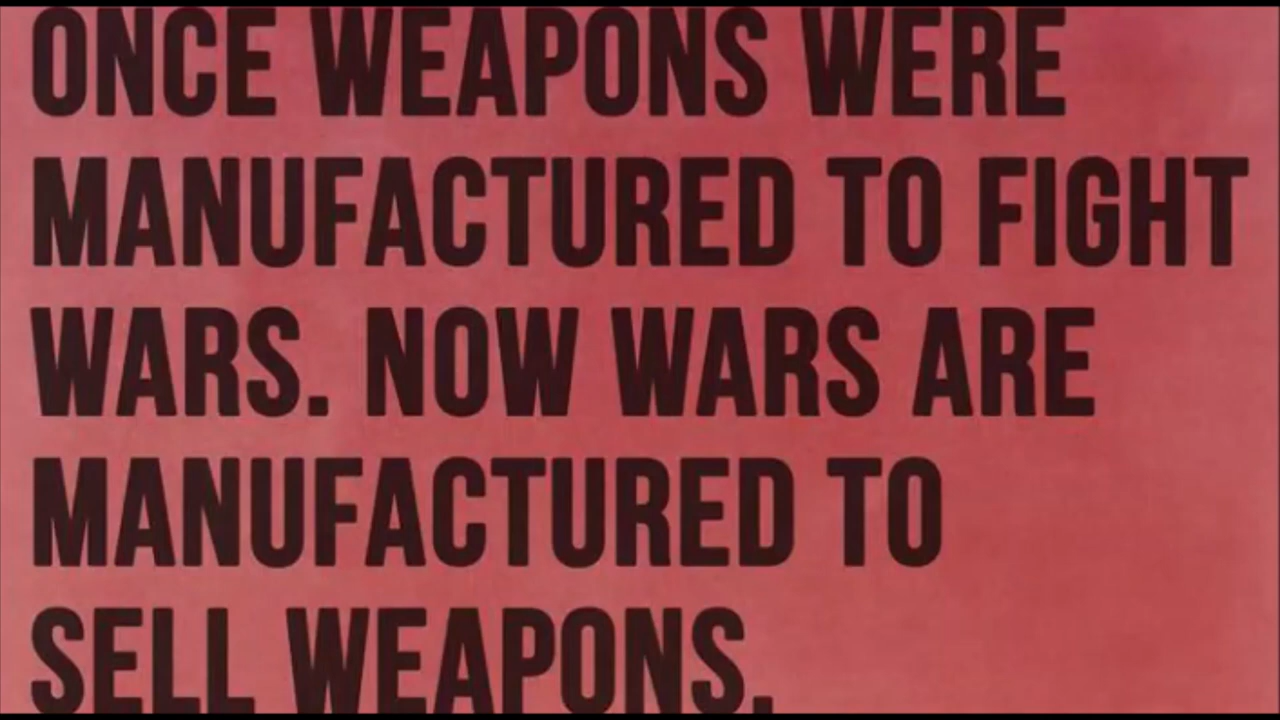 ONCE WEAPONS WERE
MANUFACTURED TO FIGHT
WARS. NOW WARS ARE
MANUFACTURED TO
SELL WEAPONS.